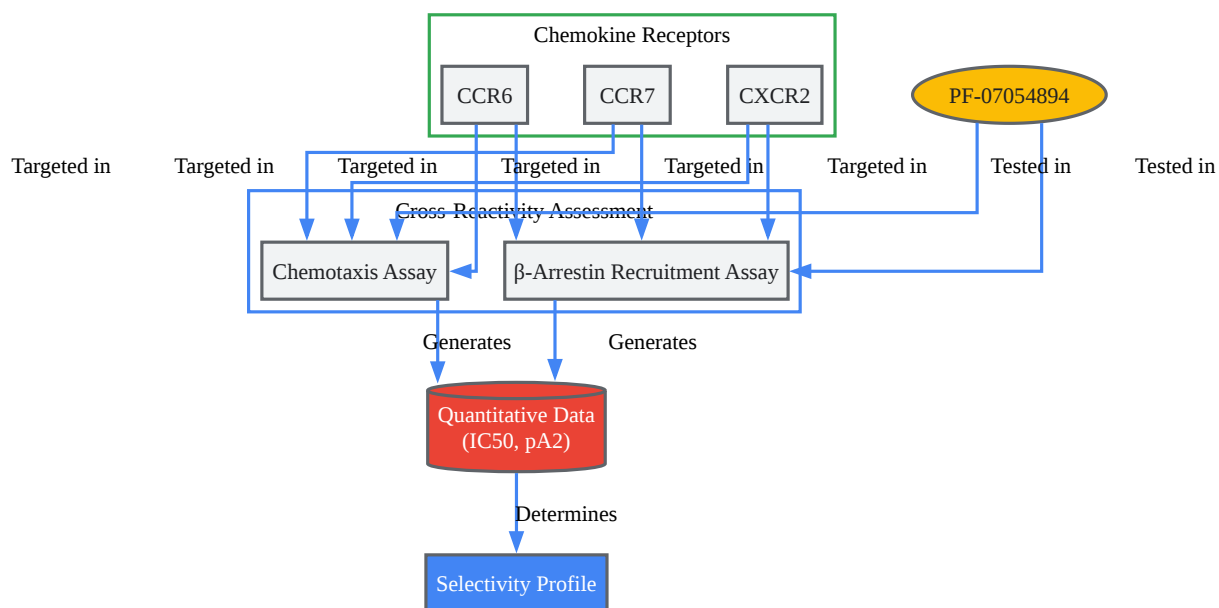 Chemokine Receptors
CCR6
CCR7
CXCR2
PF-07054894
Targeted in
Targeted in
Targeted in
Targeted in
Targeted in
Targeted in
Tested in
Tested in
Cross-Reactivity Assessment
Chemotaxis Assay
β-Arrestin Recruitment Assay
Generates
Generates
Quantitative Data
(IC50, pA2)
Determines
Selectivity Profile